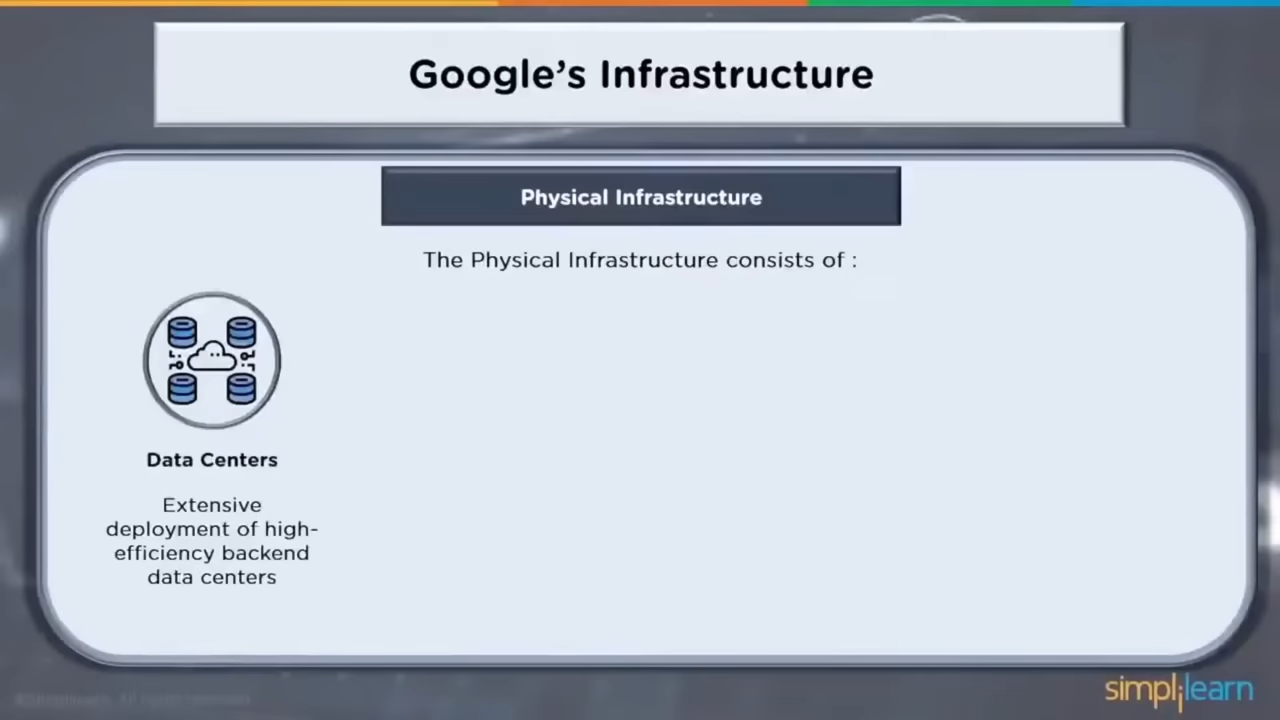 Google’s Infrastructure
Physical Infrastructure
The Physical Infrastructure consists of :
Data Centers
Extensive
deployment of high-
efficiency backend
data centers
simplilearn